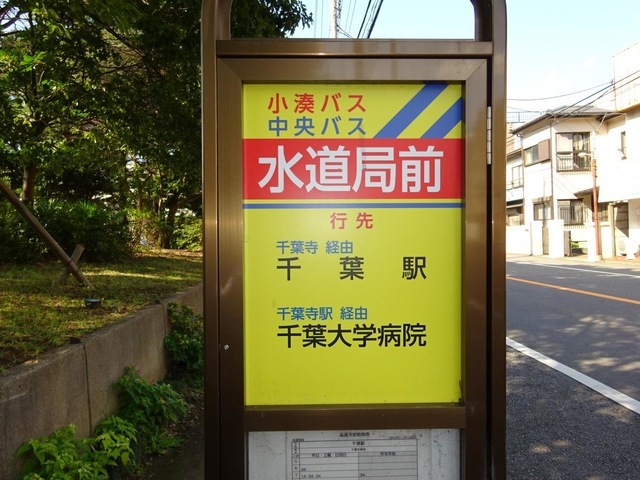 小湊バス
中央バス
水道局前
行先
千葉寺 経由
千葉駅
千葉寺駅 経由
千葉大学病院